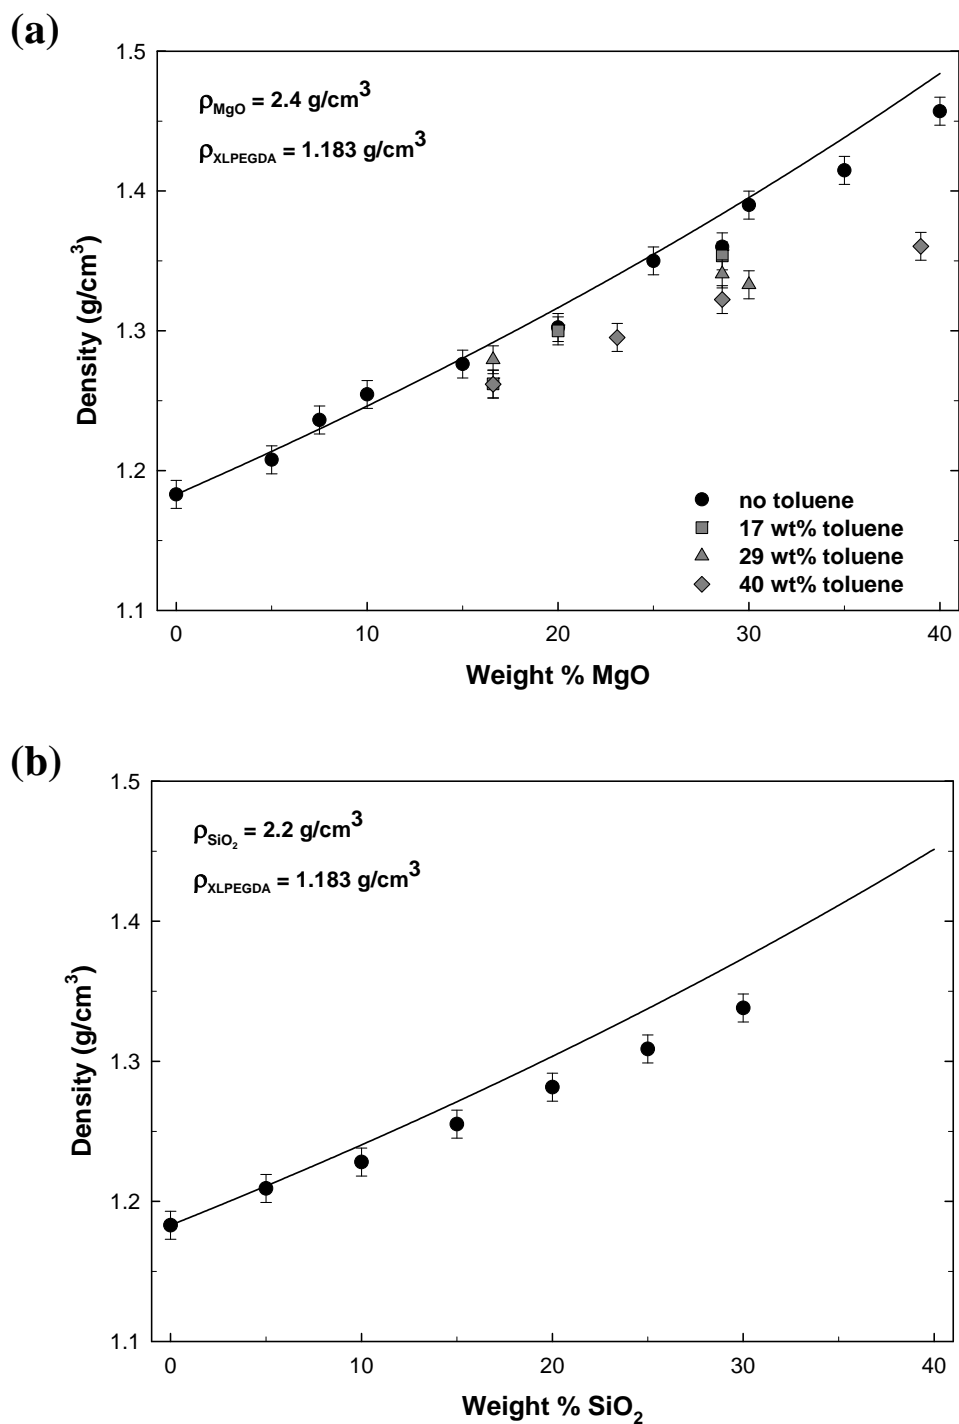 (a)
1.5
1.4
1.3
1.2
1.1
Density (g/cm³)
ρMgO = 2.4 g/cm³
ρXLPEGDA = 1.183 g/cm³
no toluene
17 wt% toluene
29 wt% toluene
40 wt% toluene
0 10 20 30 40
Weight % MgO
(b)
1.5
1.4
1.3
1.2
1.1
Density (g/cm³)
ρSiO₂ = 2.2 g/cm³
ρXLPEGDA = 1.183 g/cm³
0 10 20 30 40
Weight % SiO₂